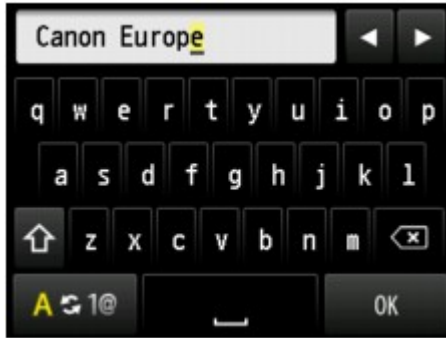 Canon Europe
q w e r t y u i o p
a s d f g h j k l
z x c v b n m
A 1@ OK